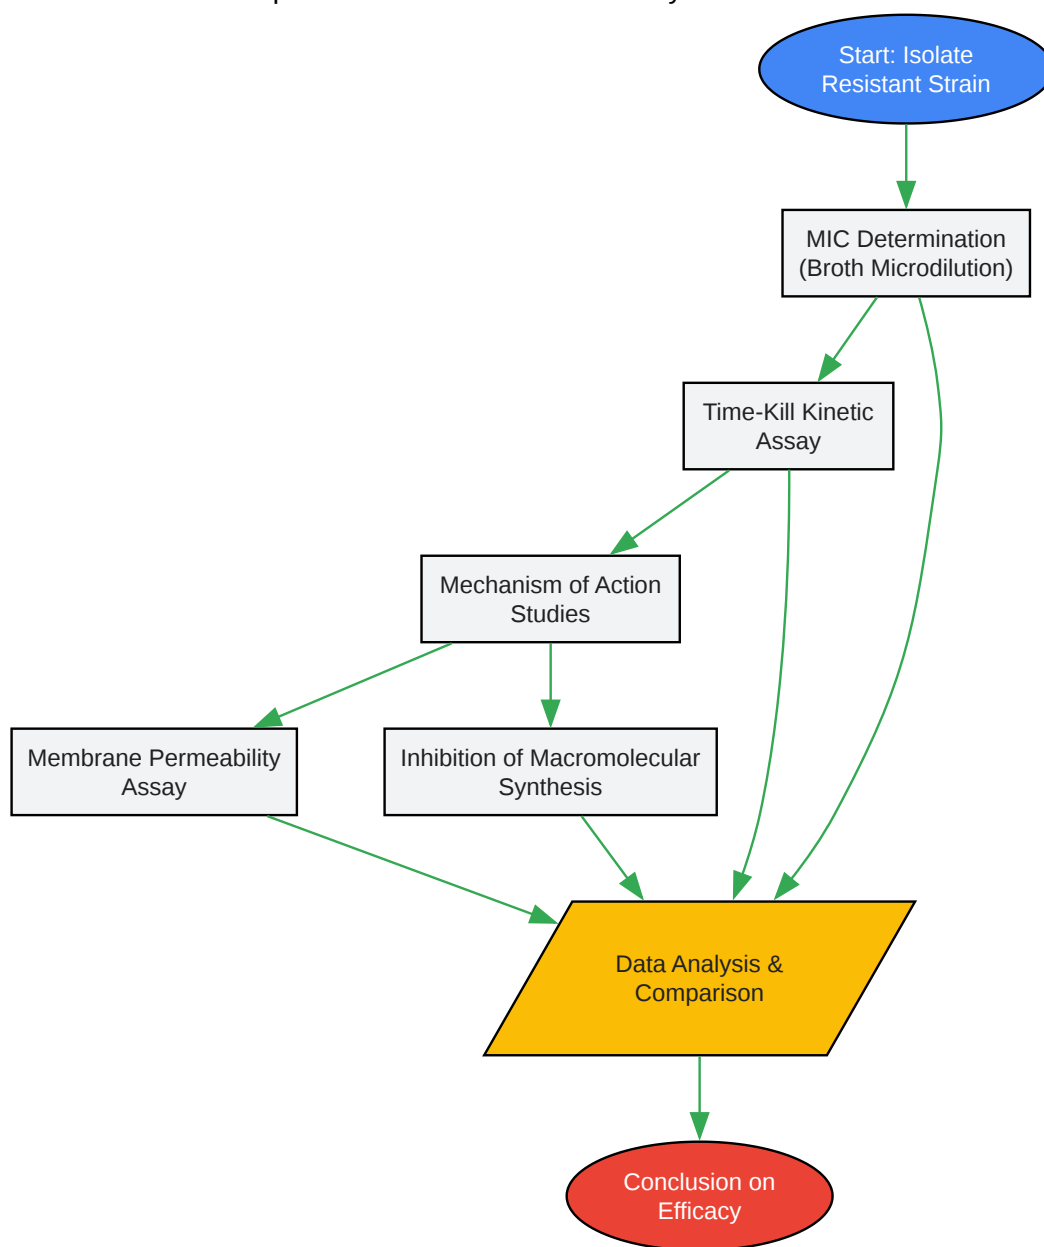 Start: Isolate
Resistant Strain
MIC Determination
(Broth Microdilution)
Time-Kill Kinetic
Assay
Mechanism of Action
Studies
Membrane Permeability
Assay
Inhibition of Macromolecular
Synthesis
Data Analysis &
Comparison
Conclusion on
Efficacy